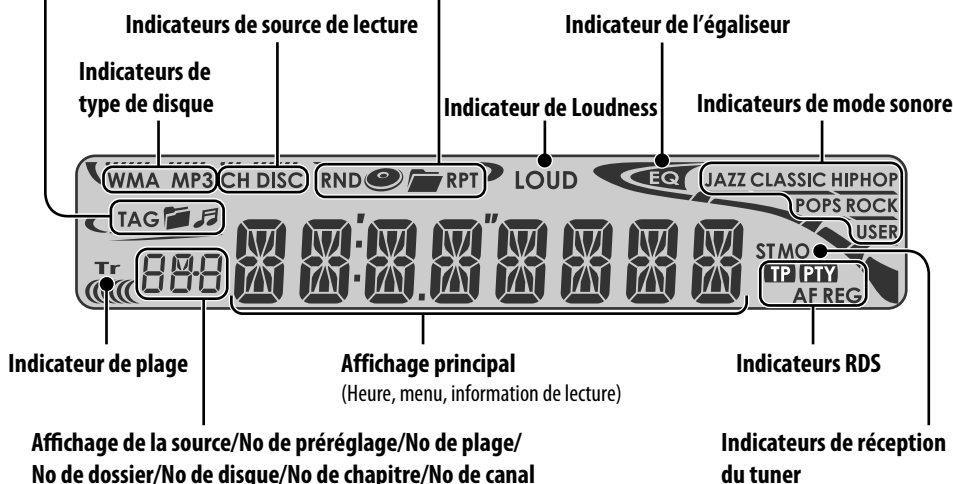 Indicateurs de source de lecture
Indicateur de l’égaliseur
Indicateurs de
type de disque
Indicateur de Loudness
Indicateurs de mode sonore
WMA MP3 CH DISC RND RPT LOUD EQ JAZZ CLASSIC HIPHOP
TAG
POPS ROCK
USER
ST MO
Tr
TP PTY
AF REG
Indicateur de plage
Affichage principal
(Heure, menu, information de lecture)
Indicateurs RDS
Affichage de la source/No de préréglage/No de plage/
No de dossier/No de disque/No de chapitre/No de canal
Indicateurs de réception
du tuner